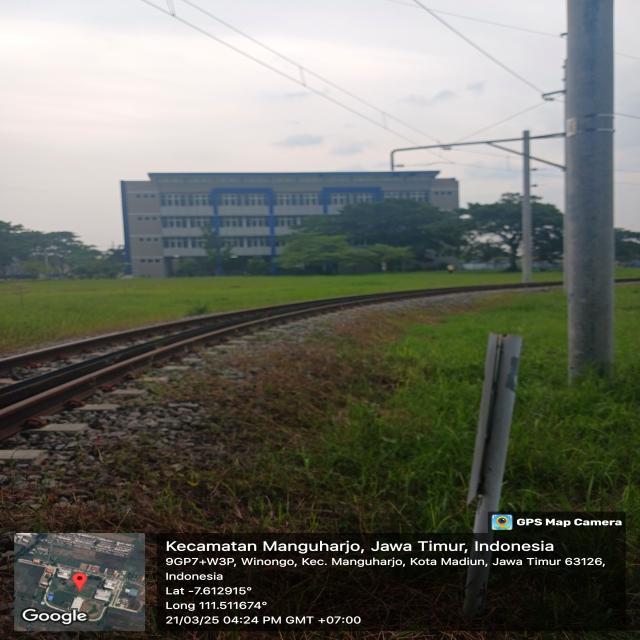 GPS Map Camera
Kecamatan Manguharjo, Jawa Timur, Indonesia
9GP7+W3P, Winongo, Kec. Manguharjo, Kota Madiun, Jawa Timur 63126,
Indonesia
Lat -7.612915°
Long 111.511674°
21/03/25 04:24 PM GMT +07:00
Google